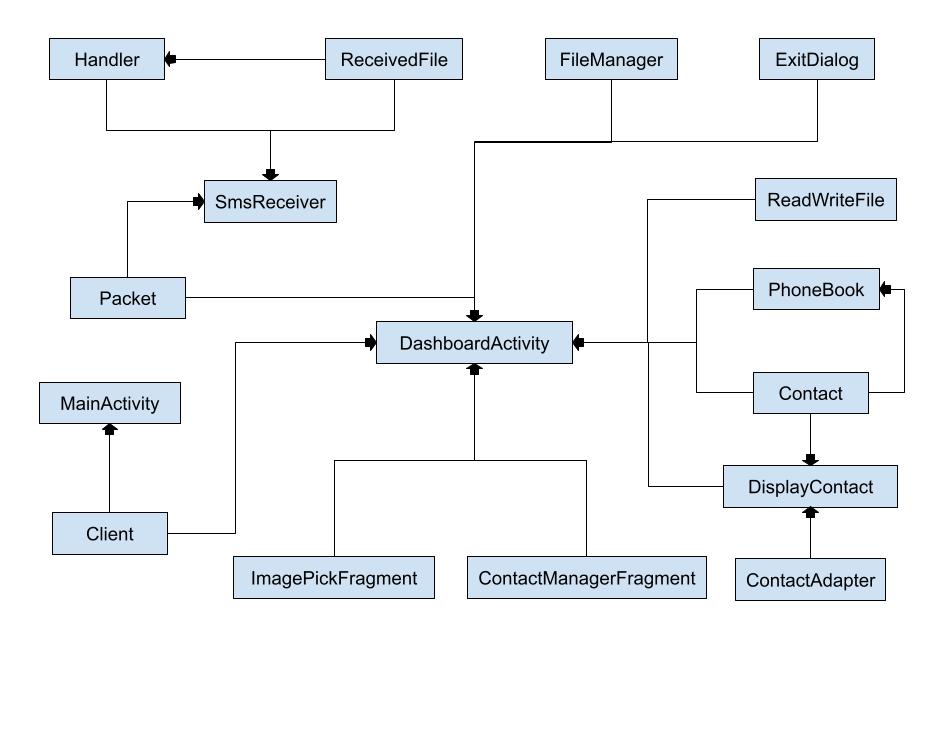 Handler
ReceivedFile
FileManager
ExitDialog
SmsReceiver
ReadWriteFile
Packet
PhoneBook
DashboardActivity
MainActivity
Contact
DisplayContact
Client
ImagePickFragment
ContactManagerFragment
ContactAdapter